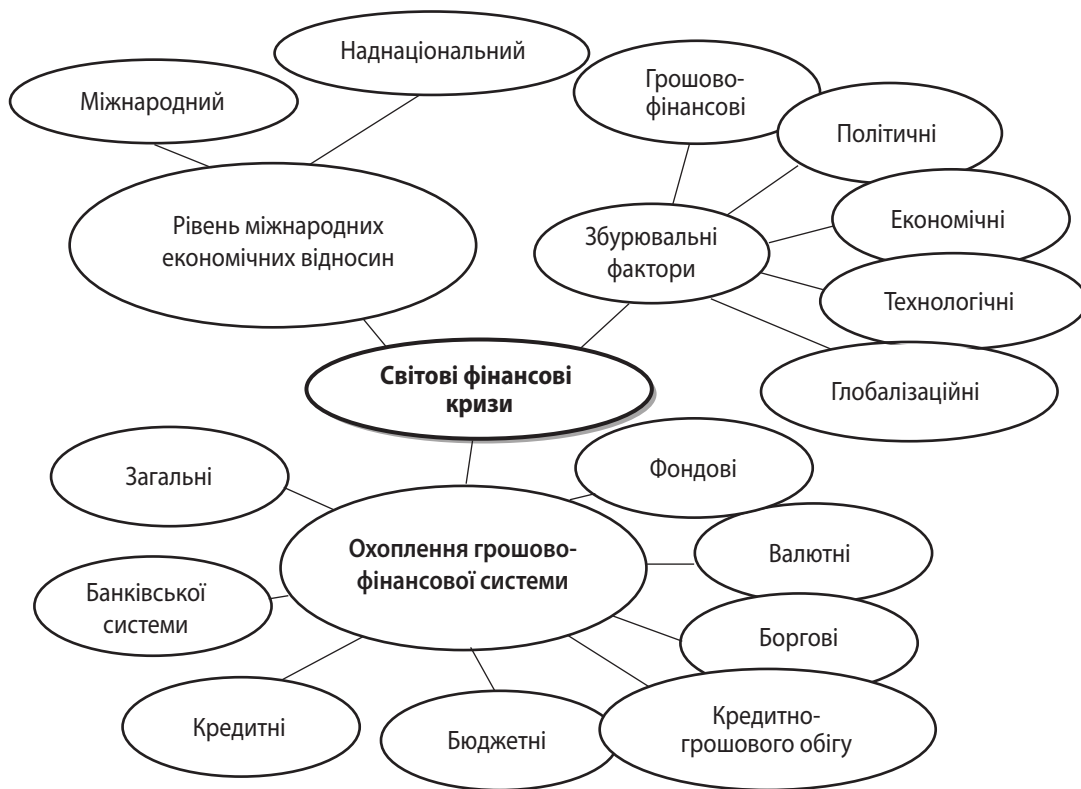 Наднаціональний
Міжнародний
Грошово-
фінансові
Політичні
Рівень міжнародних
економічних відносин
Збурювальні
фактори
Економічні
Технологічні
Глобалізаційні
Світові фінансові
кризи
Загальні
Фондові
Охоплення грошово-
фінансової системи
Валютні
Банківської
системи
Боргові
Кредитні
Бюджетні
Кредитно-
грошового обігу